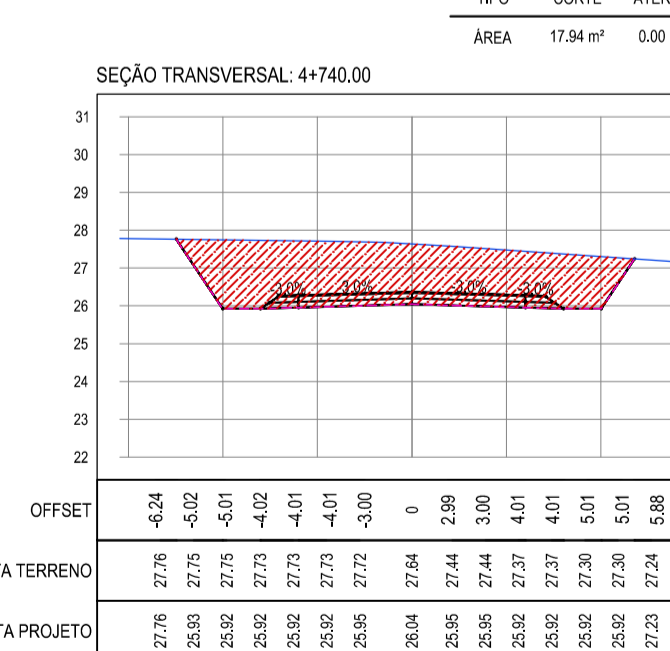 TIPO CORTE
ÁREA 17.94 m² 0.00
SEÇÃO TRANSVERSAL: 4+740.00
31
30
29
28
27
-3.0% 3.0% -3.0% -3.0%
26
25
24
23
22
OFFSET -6.24 -5.02 -5.01 -4.02 -4.01 -4.01 -3.00 0 2.99 3.00 4.01 4.01 5.01 5.01 5.88
TERRENO 27.76 27.75 27.75 27.73 27.73 27.73 27.72 27.64 27.44 27.44 27.37 27.37 27.30 27.30 27.24
PROJETO 27.76 25.93 25.92 25.92 25.92 25.92 25.95 26.04 25.95 25.95 25.92 25.92 25.92 25.92 27.23